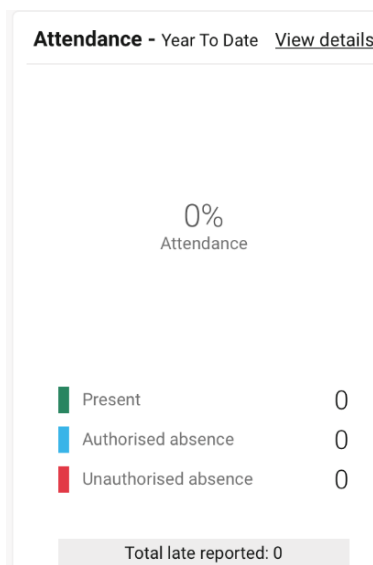 Attendance - Year To Date View details
0%
Attendance
Present 0
Authorised absence 0
Unauthorised absence 0
Total late reported: 0